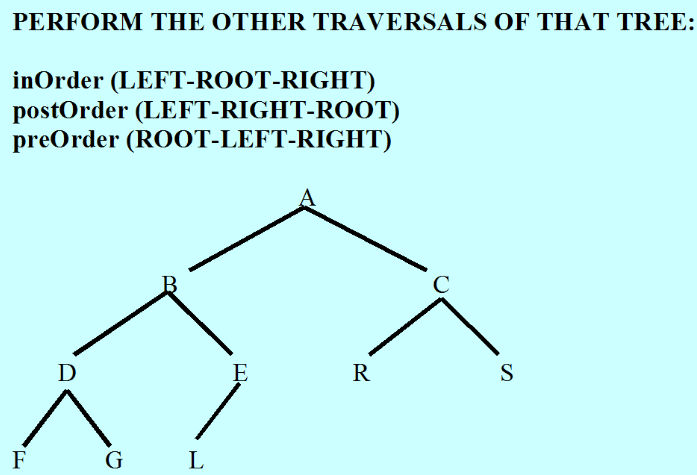 PERFORM THE OTHER TRAVERSALS OF THAT TREE:
inOrder (LEFT-ROOT-RIGHT)
postOrder (LEFT-RIGHT-ROOT)
preOrder (ROOT-LEFT-RIGHT)
A
B C
D E R S
F G L